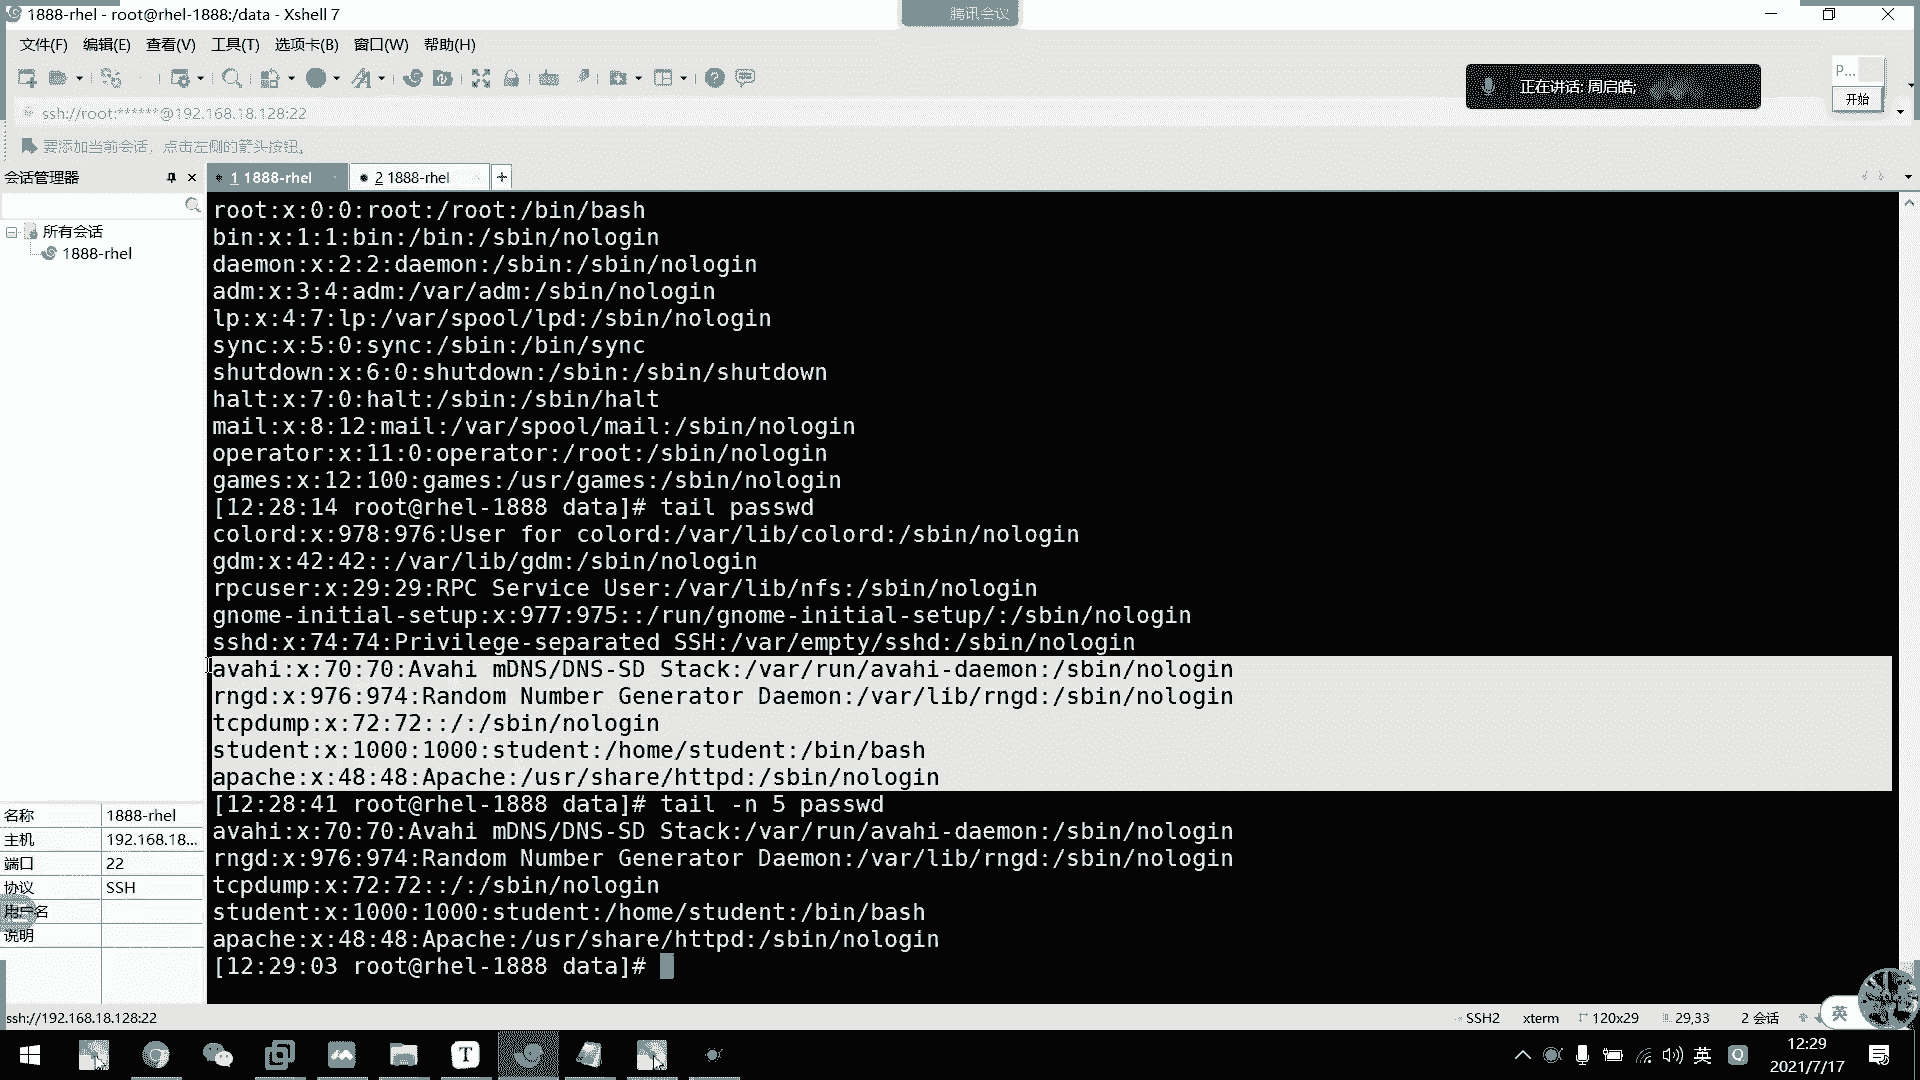 1888-rhel - root@rhel-1888:/data - Xshell 7
腾讯会议
文件(F) 编辑(E) 查看(V) 工具(T) 选项卡(B) 窗口(W) 帮助(H)
正在讲话: 周启皓;
P...
开始
ssh://root:******@192.168.18.128:22
要添加当前会话，点击左侧的箭头按钮。
会话管理器
1 1888-rhel
2 1888-rhel
所有会话
1888-rhel
root:x:0:0:root:/root:/bin/bash
bin:x:1:1:bin:/bin:/sbin/nologin
daemon:x:2:2:daemon:/sbin:/sbin/nologin
adm:x:3:4:adm:/var/adm:/sbin/nologin
lp:x:4:7:lp:/var/spool/lpd:/sbin/nologin
sync:x:5:0:sync:/sbin:/bin/sync
shutdown:x:6:0:shutdown:/sbin:/sbin/shutdown
halt:x:7:0:halt:/sbin:/sbin/halt
mail:x:8:12:mail:/var/spool/mail:/sbin/nologin
operator:x:11:0:operator:/root:/sbin/nologin
games:x:12:100:games:/usr/games:/sbin/nologin
[12:28:14 root@rhel-1888 data]# tail passwd
colord:x:978:976:User for colord:/var/lib/colord:/sbin/nologin
gdm:x:42:42::/var/lib/gdm:/sbin/nologin
rpcuser:x:29:29:RPC Service User:/var/lib/nfs:/sbin/nologin
gnome-initial-setup:x:977:975::/run/gnome-initial-setup/:/sbin/nologin
sshd:x:74:74:Privilege-separated SSH:/var/empty/sshd:/sbin/nologin
avahi:x:70:70:Avahi mDNS/DNS-SD Stack:/var/run/avahi-daemon:/sbin/nologin
rngd:x:976:974:Random Number Generator Daemon:/var/lib/rngd:/sbin/nologin
tcpdump:x:72:72::/:/sbin/nologin
student:x:1000:1000:student:/home/student:/bin/bash
apache:x:48:48:Apache:/usr/share/httpd:/sbin/nologin
[12:28:41 root@rhel-1888 data]# tail -n 5 passwd
avahi:x:70:70:Avahi mDNS/DNS-SD Stack:/var/run/avahi-daemon:/sbin/nologin
rngd:x:976:974:Random Number Generator Daemon:/var/lib/rngd:/sbin/nologin
tcpdump:x:72:72::/:/sbin/nologin
student:x:1000:1000:student:/home/student:/bin/bash
apache:x:48:48:Apache:/usr/share/httpd:/sbin/nologin
[12:29:03 root@rhel-1888 data]#
名称 1888-rhel
主机 192.168.18...
端口 22
协议 SSH
用户名
说明
ssh://192.168.18.128:22
SSH2 xterm 120x29 29,33 2 会话
英
英
12:29
2021/7/17